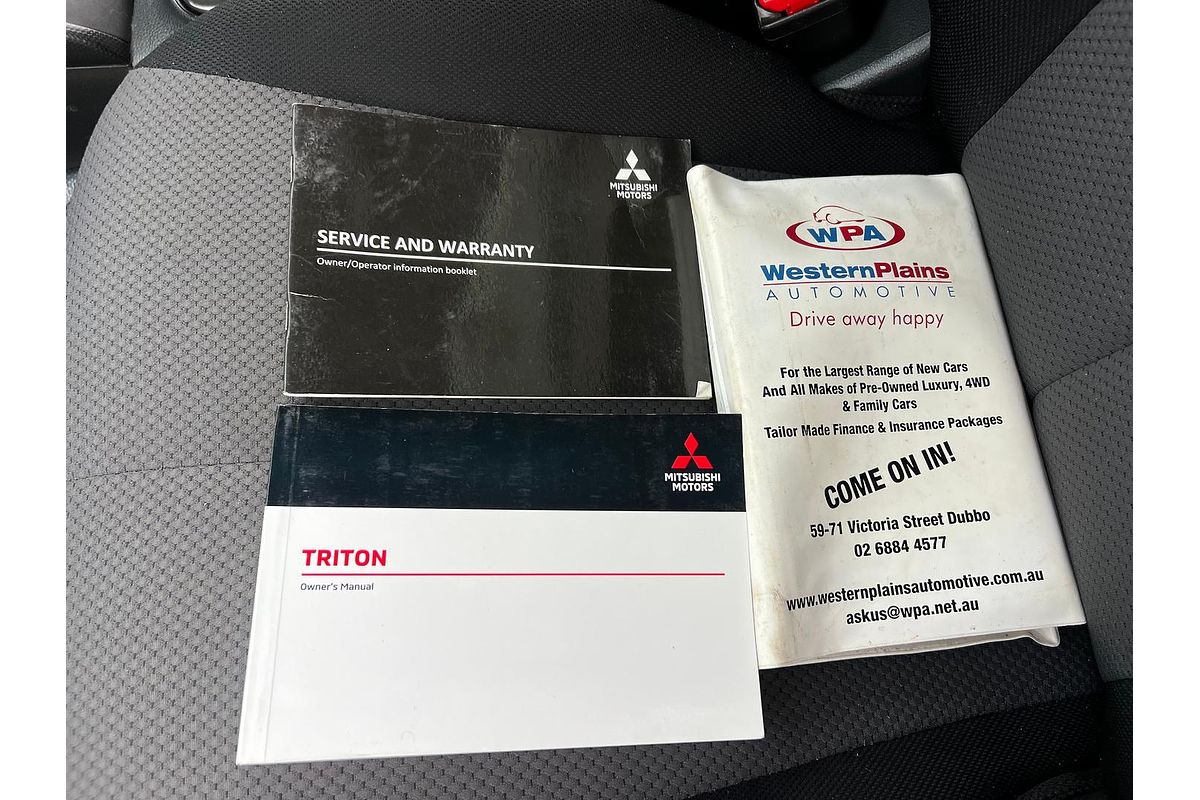 MITSUBISHI
MOTORS
SERVICE AND WARRANTY
Owner/Operator information booklet
MITSUBISHI
MOTORS
TRITON
Owner's Manual
WPA
WesternPlains
AUTOMOTIVE
Drive away happy
For the Largest Range of New Cars
And All Makes of Pre-Owned Luxury, 4WD
& Family Cars
Tailor Made Finance & Insurance Packages
COME ON IN!
59-71 Victoria Street Dubbo
02 6884 4577
www.westernplainsautomotive.com.au
askus@wpa.net.au